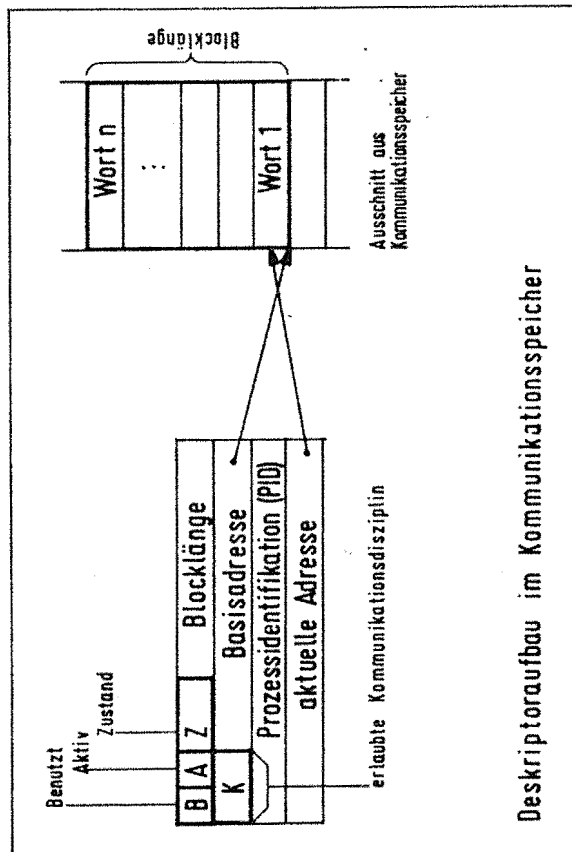 Benutzt
Aktiv
Zustand
B A Z Blocklänge
K Basisadresse
Prozessidentifikation (PID)
aktuelle Adresse
erlaubte Kommunikationsdisziplin
Wort n
⋮
Wort 1
Blocklänge
Ausschnitt aus
Kommunikationsspeicher
Deskriptoraufbau im Kommunikationsspeicher